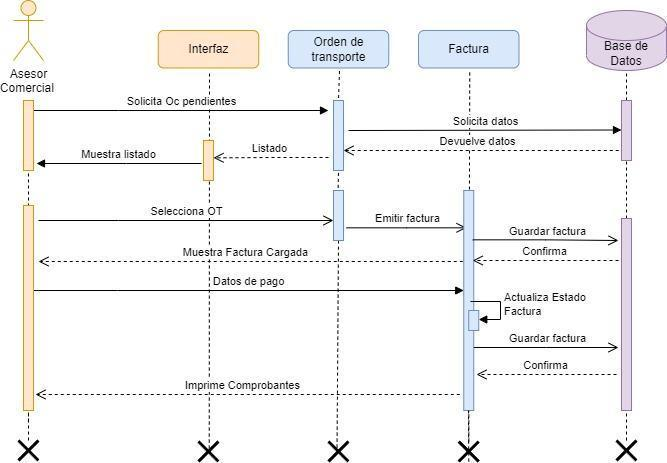 Asesor
Comercial
Interfaz
Orden de
transporte
Factura
Base de
Datos
Solicita Oc pendientes
Solicita datos
Devuelve datos
Listado
Muestra listado
Selecciona OT
Emitir factura
Guardar factura
Confirma
Muestra Factura Cargada
Datos de pago
Actualiza Estado
Factura
Guardar factura
Confirma
Imprime Comprobantes